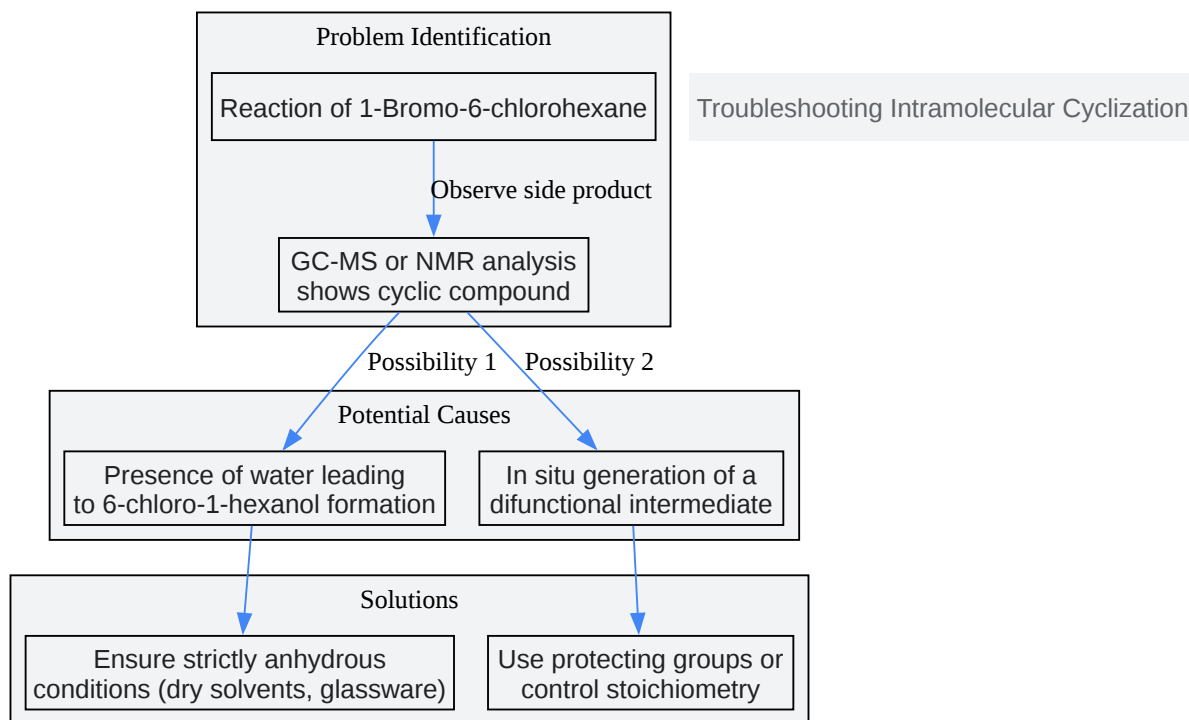 Problem Identification
Reaction of 1-Bromo-6-chlorohexane
Troubleshooting Intramolecular Cyclization
Observe side product
GC-MS or NMR analysis
shows cyclic compound
Possibility 1
Possibility 2
Potential Causes
Presence of water leading
to 6-chloro-1-hexanol formation
In situ generation of a
difunctional intermediate
Solutions
Ensure strictly anhydrous
conditions (dry solvents, glassware)
Use protecting groups or
control stoichiometry